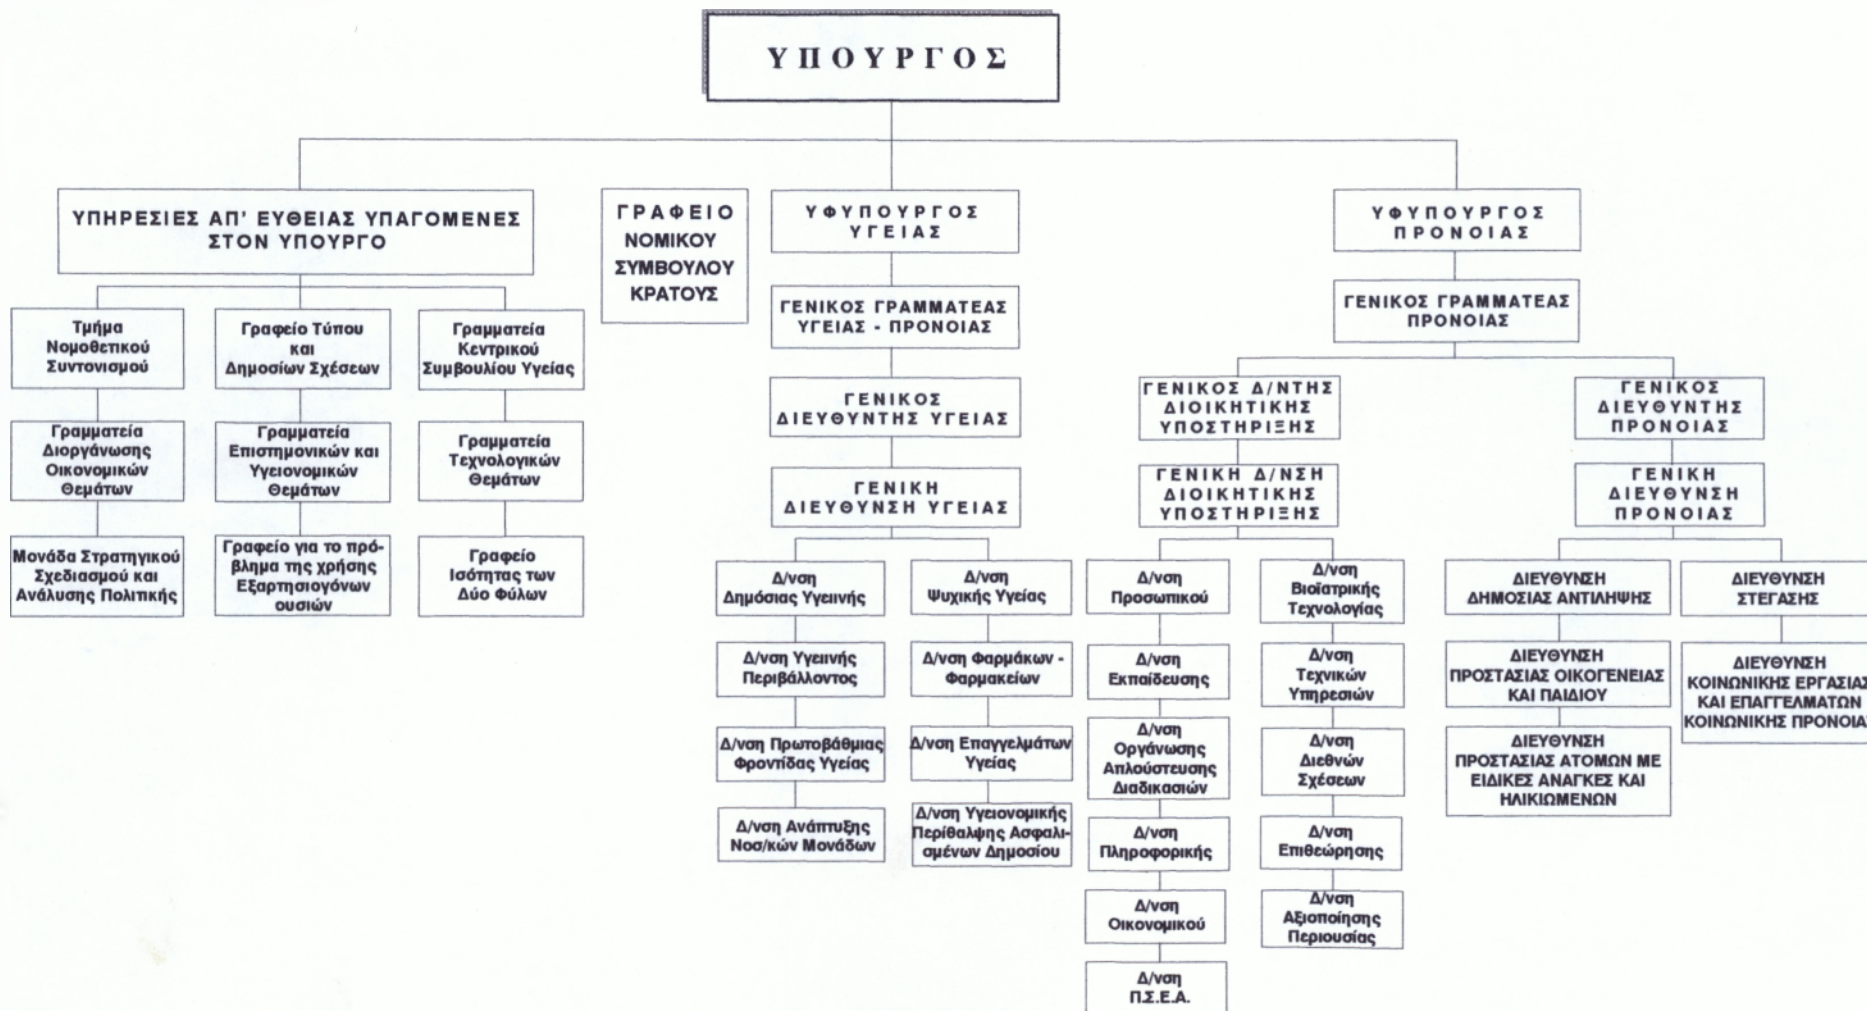 ΥΠΟΥΡΓΟΣ
ΥΠΗΡΕΣΙΕΣ ΑΠ' ΕΥΘΕΙΑΣ ΥΠΑΓΟΜΕΝΕΣ
ΣΤΟΝ ΥΠΟΥΡΓΟ
Τμήμα
Νομοθετικού
Συντονισμού
Γραμματεία
Διοργάνωσης
Οικονομικών
Θεμάτων
Μονάδα Στρατηγικού
Σχεδιασμού και
Ανάλυσης Πολιτικής
Γραφείο Τύπου
και
Δημοσίων Σχέσεων
Γραμματεία
Επιστημονικών και
Υγειονομικών
Θεμάτων
Γραφείο για το πρό-
βλημα της χρήσης
Εξαρτησιογόνων
ουσιών
Γραμματεία
Κεντρικού
Συμβουλίου Υγείας
Γραμματεία
Τεχνολογικών
Θεμάτων
Γραφείο
Ισότητας των
Δύο Φύλων
ΓΡΑΦΕΙΟ
ΝΟΜΙΚΟΥ
ΣΥΜΒΟΥΛΟΥ
ΚΡΑΤΟΥΣ
ΥΦΥΠΟΥΡΓΟΣ
ΥΓΕΙΑΣ
ΓΕΝΙΚΟΣ ΓΡΑΜΜΑΤΕΑΣ
ΥΓΕΙΑΣ - ΠΡΟΝΟΙΑΣ
ΓΕΝΙΚΟΣ
ΔΙΕΥΘΥΝΤΗΣ ΥΓΕΙΑΣ
ΓΕΝΙΚΗ
ΔΙΕΥΘΥΝΣΗ ΥΓΕΙΑΣ
Δ/νση
Δημόσιας Υγειινής
Δ/νση Υγειινής
Περιβάλλοντος
Δ/νση Πρωτοβάθμιας
Φροντίδας Υγείας
Δ/νση Ανάπτυξης
Νοσ/κών Μονάδων
Δ/νση
Ψυχικής Υγείας
Δ/νση Φαρμάκων -
Φαρμακείων
Δ/νση Επαγγελμάτων
Υγείας
Δ/νση Υγειονομικής
Περίθαλψης Ασφαλι-
σμένων Δημοσίου
ΥΦΥΠΟΥΡΓΟΣ
ΠΡΟΝΟΙΑΣ
ΓΕΝΙΚΟΣ ΓΡΑΜΜΑΤΕΑΣ
ΠΡΟΝΟΙΑΣ
ΓΕΝΙΚΟΣ Δ/ΝΤΗΣ
ΔΙΟΙΚΗΤΙΚΗΣ
ΥΠΟΣΤΗΡΙΞΗΣ
ΓΕΝΙΚΗ Δ/ΝΣΗ
ΔΙΟΙΚΗΤΙΚΗΣ
ΥΠΟΣΤΗΡΙΞΗΣ
Δ/νση
Προσωπικού
Δ/νση
Εκπαίδευσης
Δ/νση
Οργάνωσης
Απλούστευσης
Διαδικασιών
Δ/νση
Πληροφορικής
Δ/νση
Οικονομικού
Δ/νση
Π.Σ.Ε.Α.
Δ/νση
Βιοϊατρικής
Τεχνολογίας
Δ/νση
Τεχνικών
Υπηρεσιών
Δ/νση
Διεθνών
Σχέσεων
Δ/νση
Επιθεώρησης
Δ/νση
Αξιοποίησης
Περιουσίας
ΓΕΝΙΚΟΣ
ΔΙΕΥΘΥΝΤΗΣ
ΠΡΟΝΟΙΑΣ
ΓΕΝΙΚΗ
ΔΙΕΥΘΥΝΣΗ
ΠΡΟΝΟΙΑΣ
ΔΙΕΥΘΥΝΣΗ
ΔΗΜΟΣΙΑΣ ΑΝΤΙΛΗΨΗΣ
ΔΙΕΥΘΥΝΣΗ
ΠΡΟΣΤΑΣΙΑΣ ΟΙΚΟΓΕΝΕΙΑΣ
ΚΑΙ ΠΑΙΔΙΟΥ
ΔΙΕΥΘΥΝΣΗ
ΠΡΟΣΤΑΣΙΑΣ ΑΤΟΜΩΝ ΜΕ
ΕΙΔΙΚΕΣ ΑΝΑΓΚΕΣ ΚΑΙ
ΗΛΙΚΙΩΜΕΝΩΝ
ΔΙΕΥΘΥΝΣΗ
ΣΤΕΓΑΣΗΣ
ΔΙΕΥΘΥΝΣΗ
ΚΟΙΝΩΝΙΚΗΣ ΕΡΓΑΣΙΑΣ
ΚΑΙ ΕΠΑΓΓΕΛΜΑΤΩΝ
ΚΟΙΝΩΝΙΚΗΣ ΠΡΟΝΟΙΑΣ